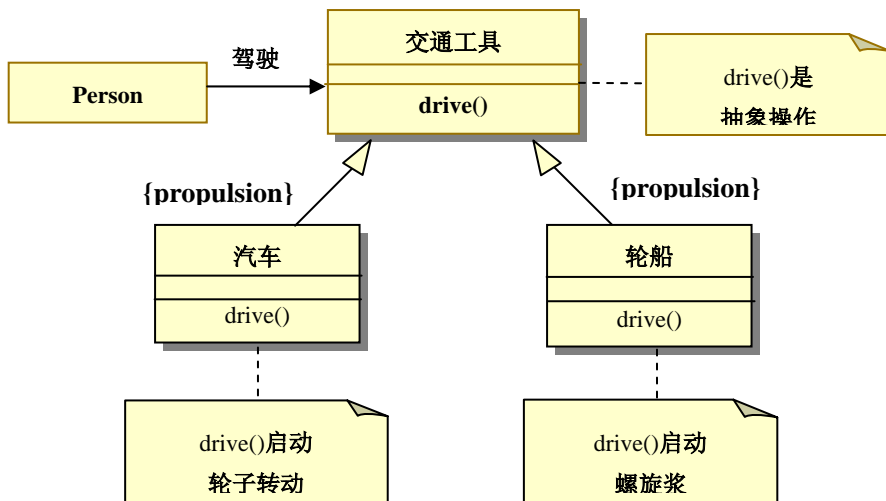 交通工具
驾驶
Person
drive()
drive()是
抽象操作
{propulsion}
{propulsion}
汽车
drive()
轮船
drive()
drive()启动
轮子转动
drive()启动
螺旋浆